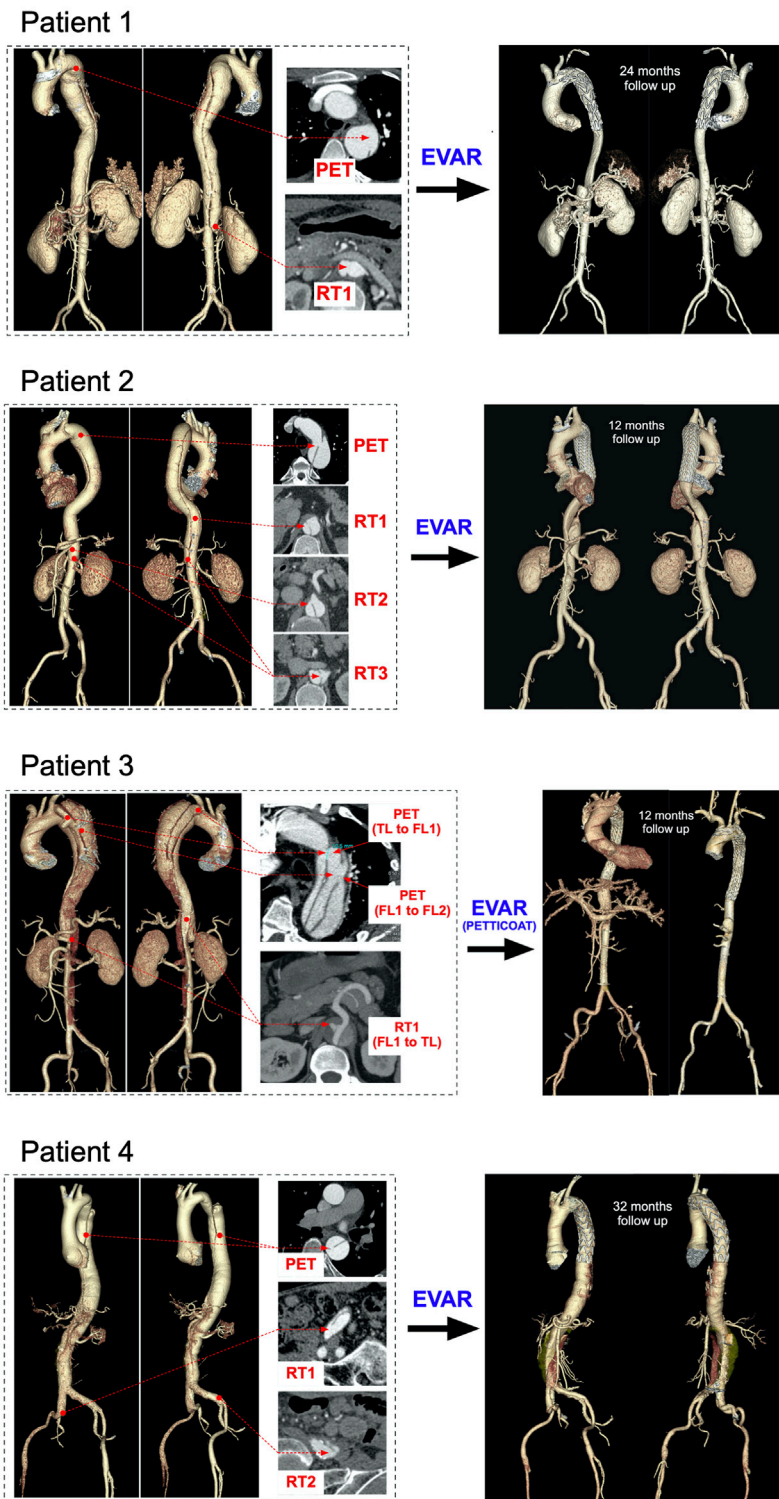 Patient 1
24 months
follow up
PET
EVAR
RT1
Patient 2
12 months
follow up
PET
RT1
EVAR
RT2
RT3
Patient 3
12 months
follow up
PET
(TL to FL1)
PET
(FL1 to FL2)
EVAR
(PETTICOAT)
RT1
(FL1 to TL)
Patient 4
32 months
follow up
PET
EVAR
RT1
RT2